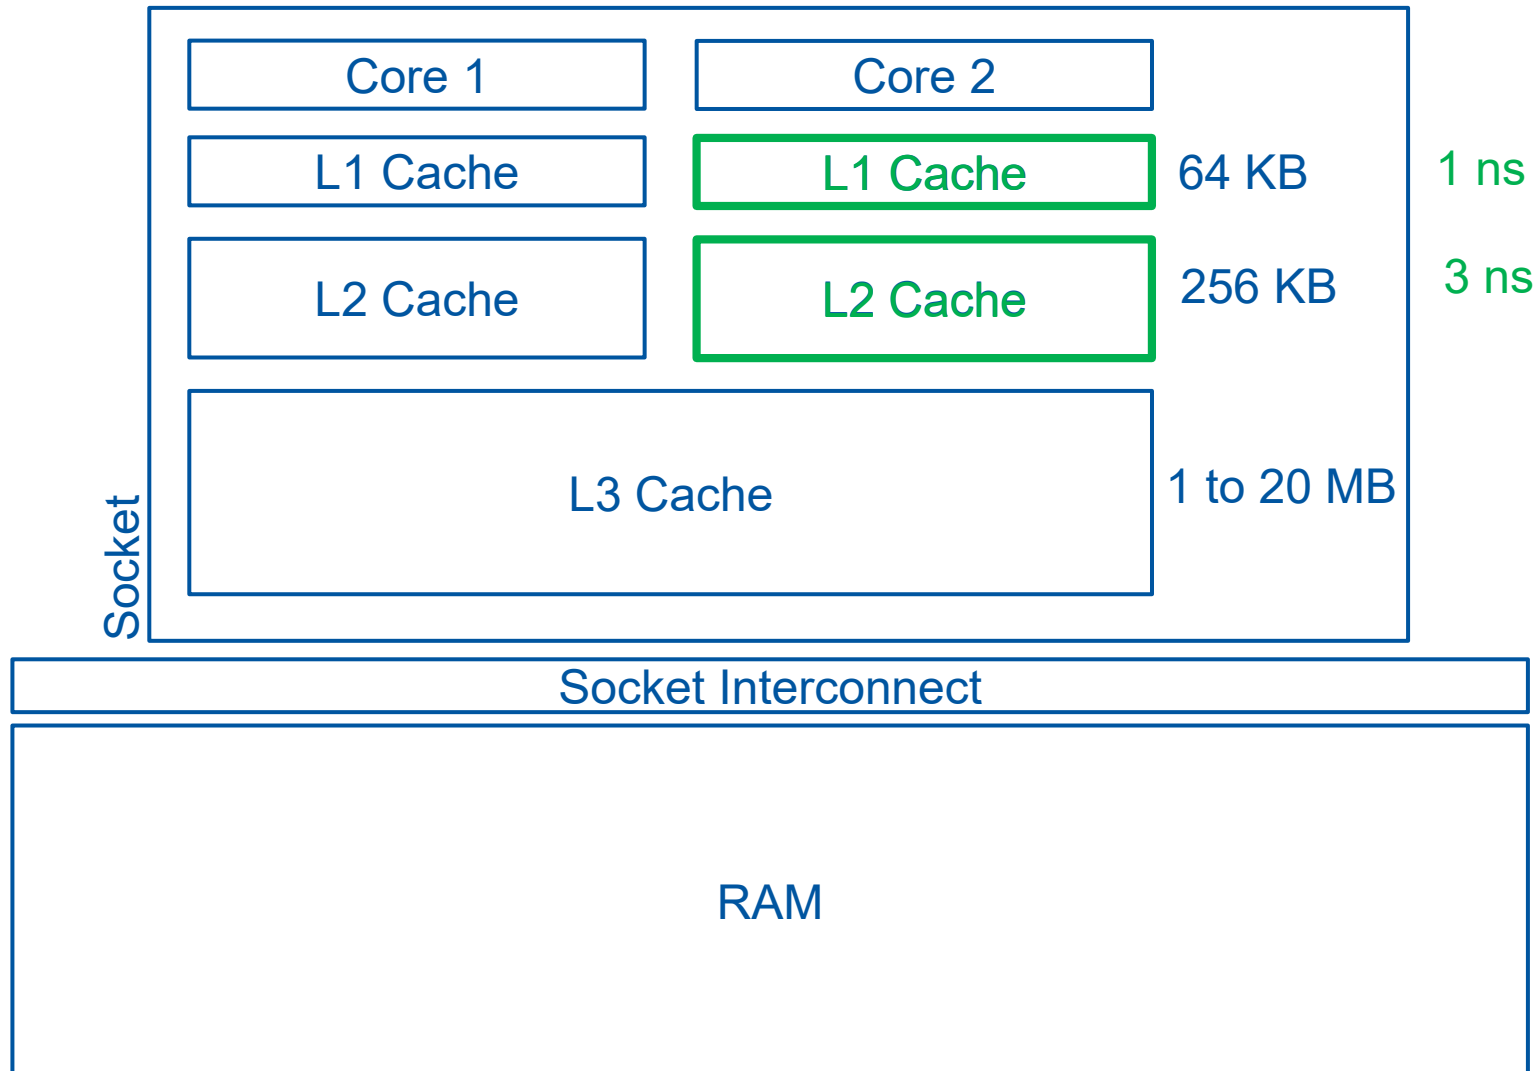 Core 1
Core 2
L1 Cache
L1 Cache
64 KB
1 ns
L2 Cache
L2 Cache
256 KB
3 ns
L3 Cache
1 to 20 MB
Socket
Socket Interconnect
RAM